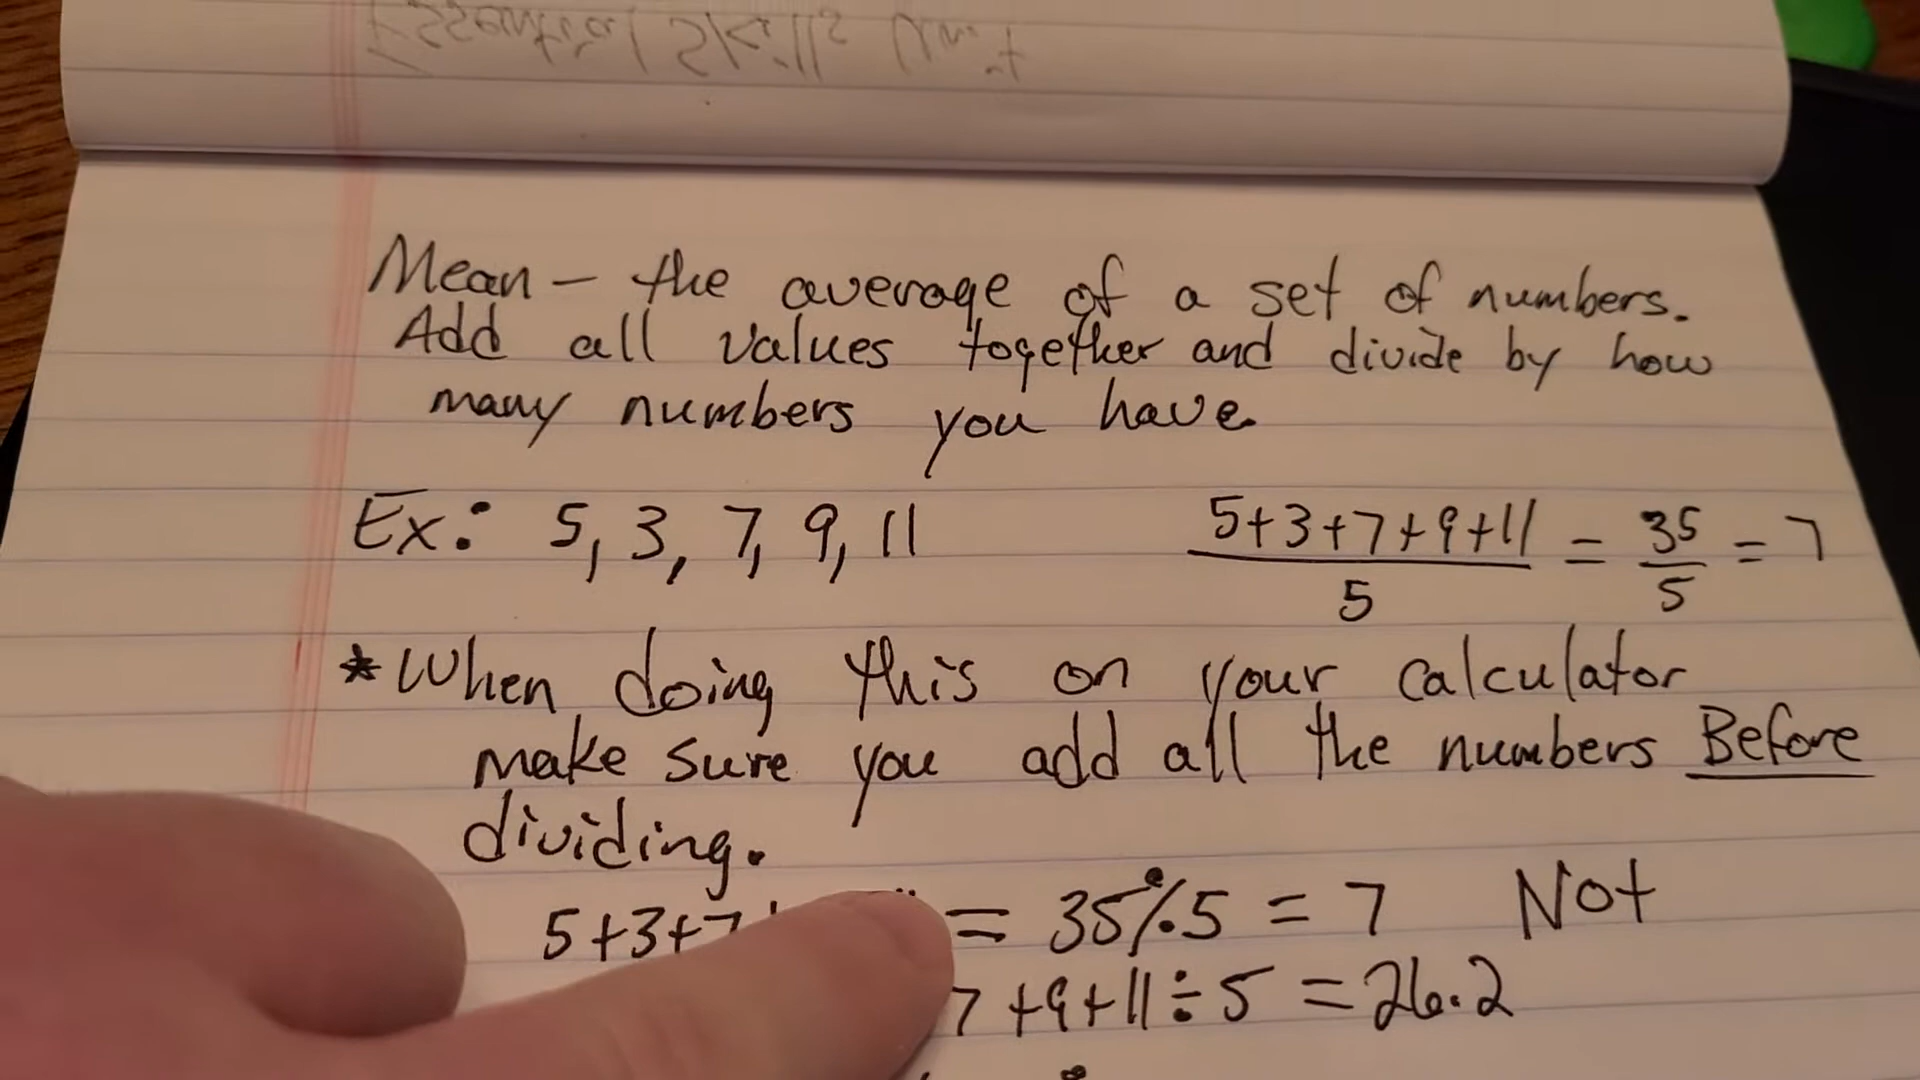 Essential Skills Unit
Mean - the average of a set of numbers.
Add all values together and divide by how
many numbers you have.
Ex: 5, 3, 7, 9, 11 5+3+7+9+11/5 = 35/5 = 7
*When doing this on your calculator
make sure you add all the numbers Before
dividing.
5+3+7 = 35÷5 = 7 Not
7+9+11÷5 = 26.2